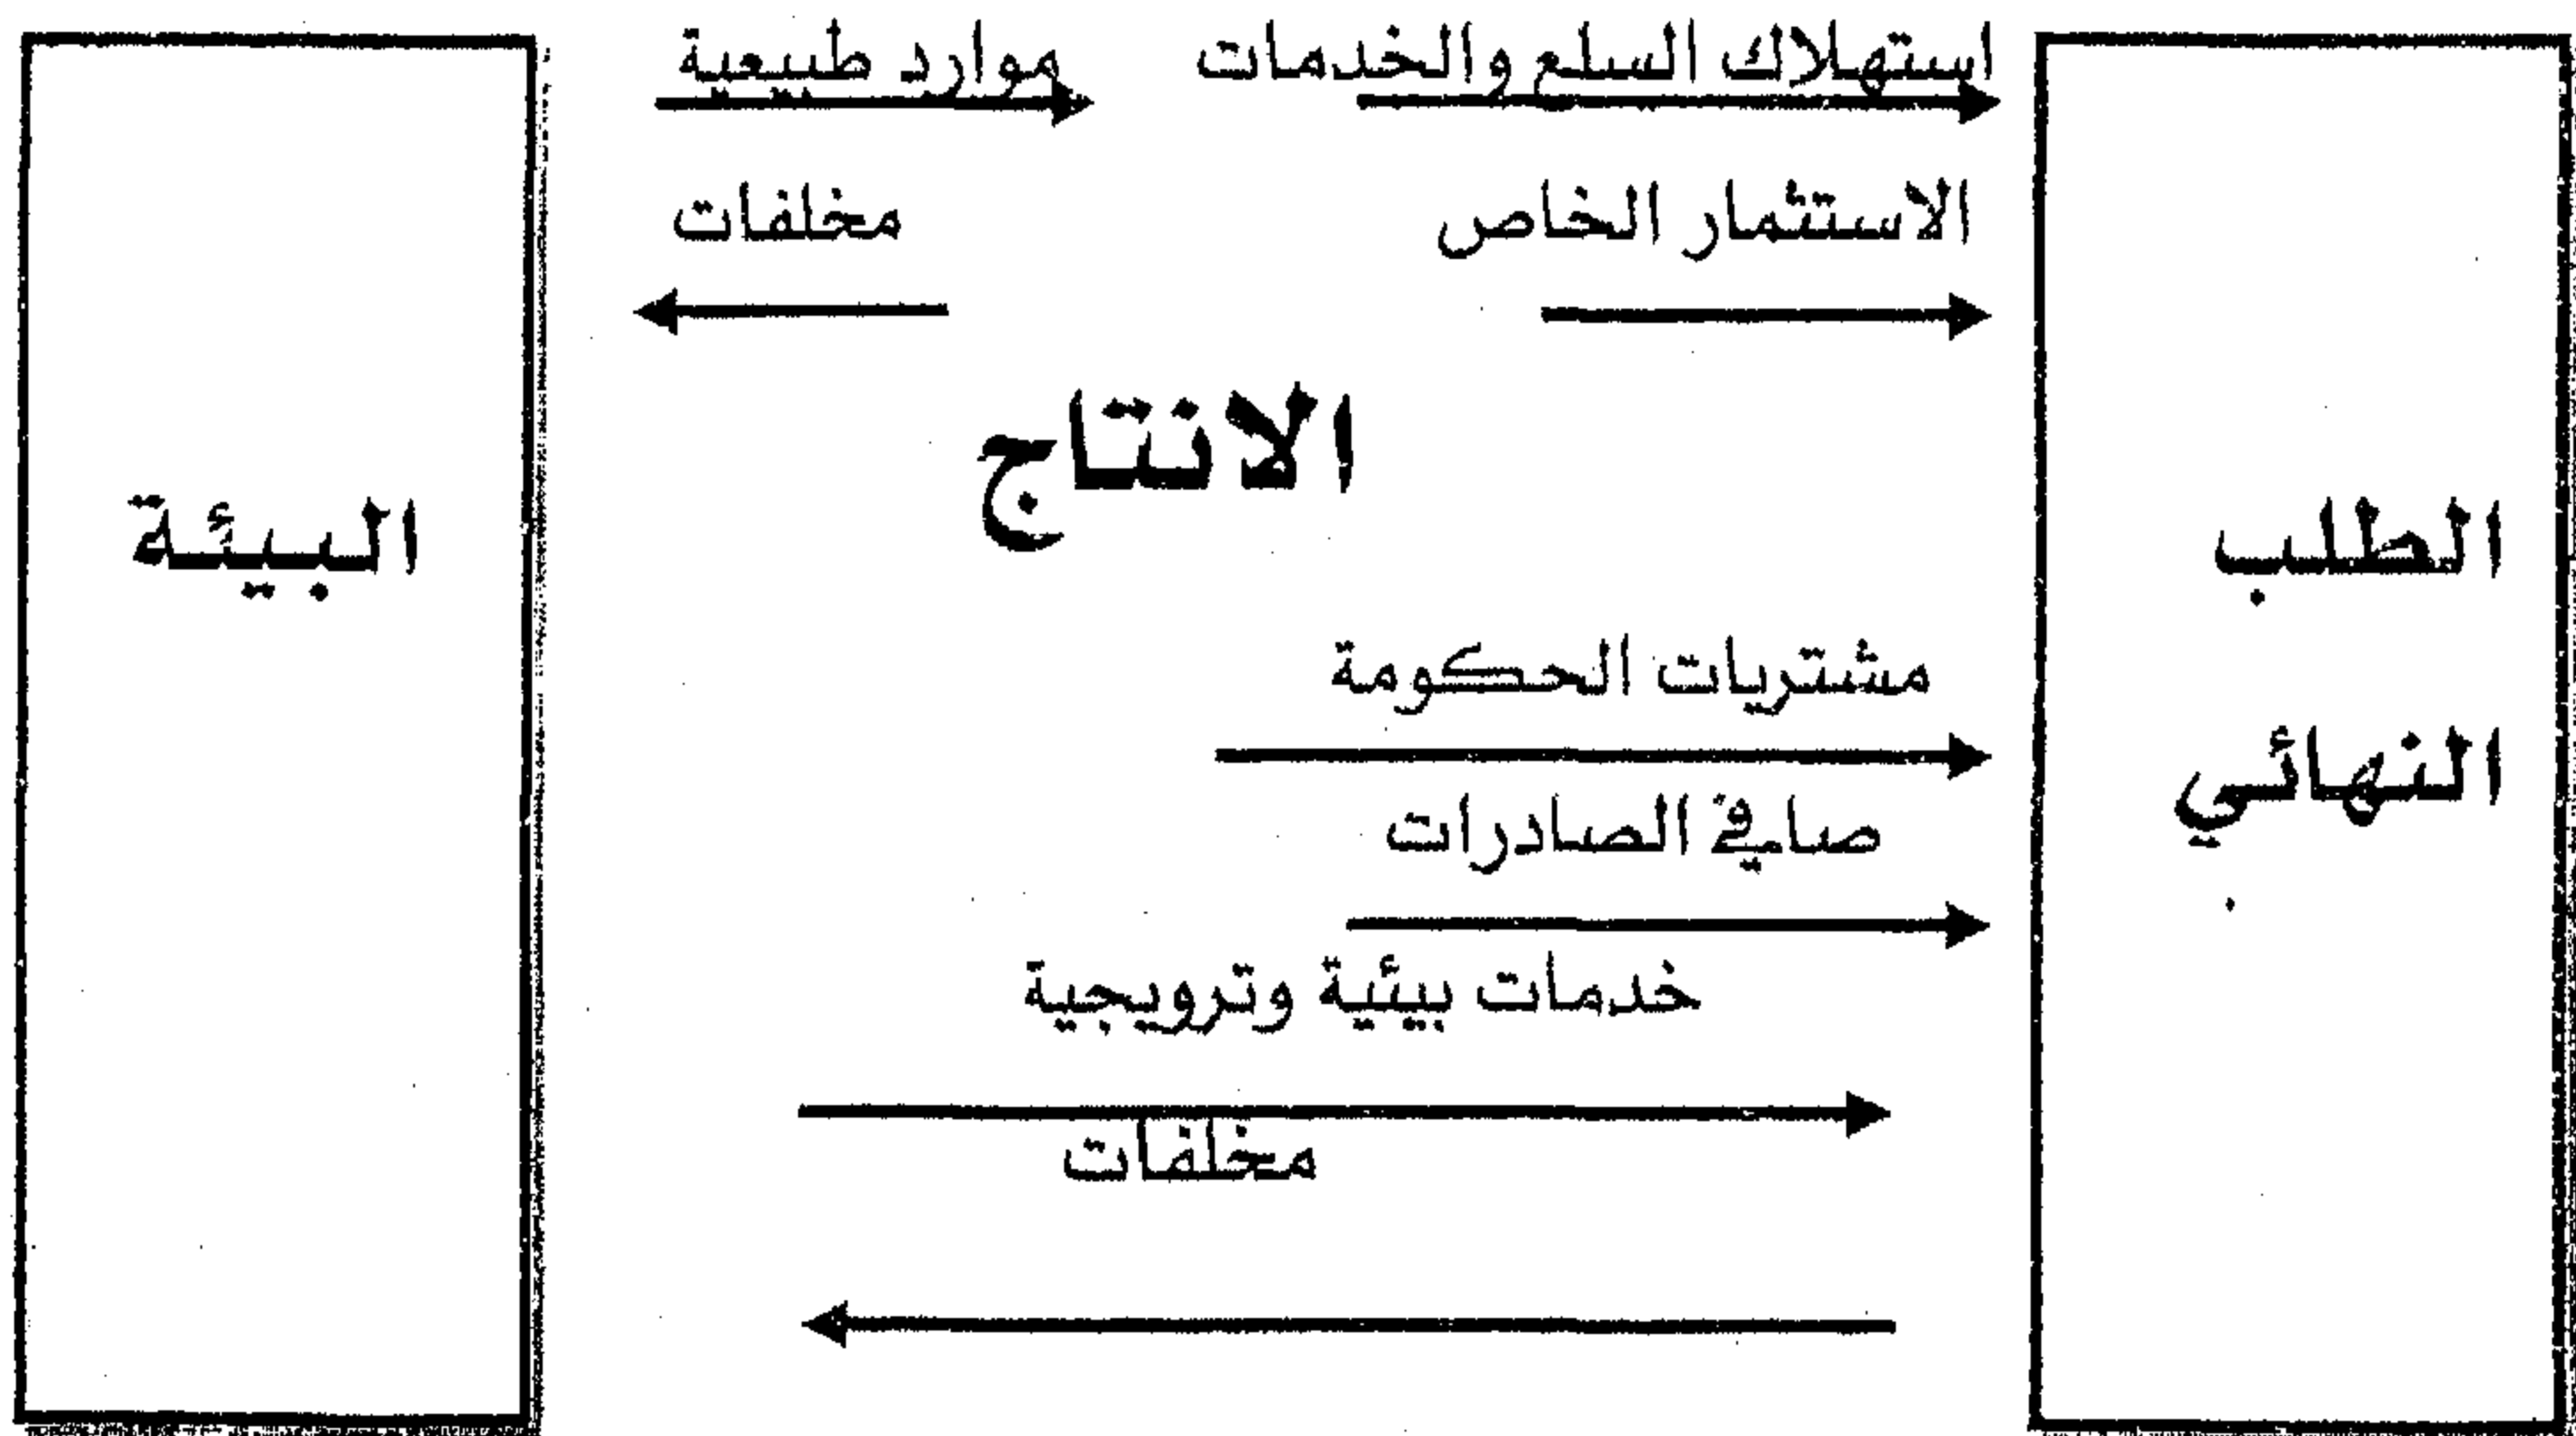 استهلاك السلع والخدمات
موارد طبيعية
الاستثمار الخاص
مخلفات
الانتاج
الطلب
النهائي
البيئة
مشتريات الحكومة
صافي الصادرات
خدمات بيئية وترويجية
مخلفات